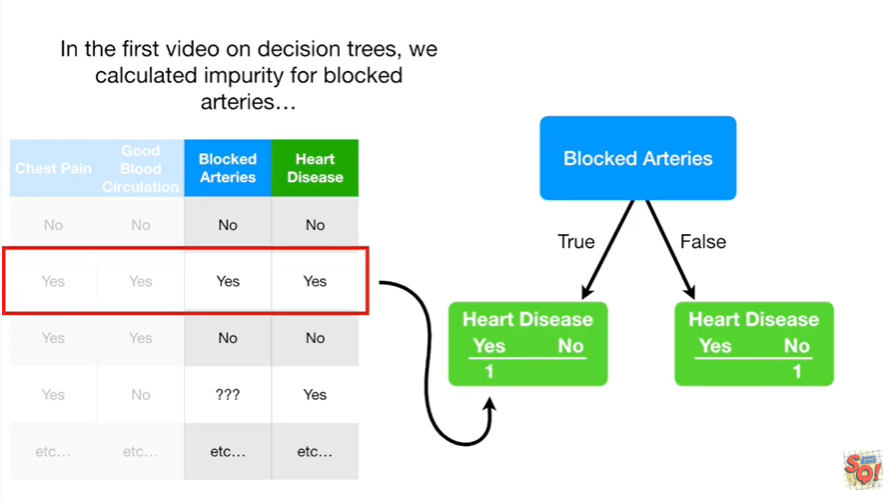 In the first video on decision trees, we
calculated impurity for blocked
arteries...
Chest Pain Good Blood Circulation Blocked Arteries Heart Disease
No No No No
Yes Yes Yes Yes
Yes Yes No No
Yes No ??? Yes
etc... etc... etc... etc...
Blocked Arteries
True False
Heart Disease
Yes No
1
Heart Disease
Yes No
1
SQ!